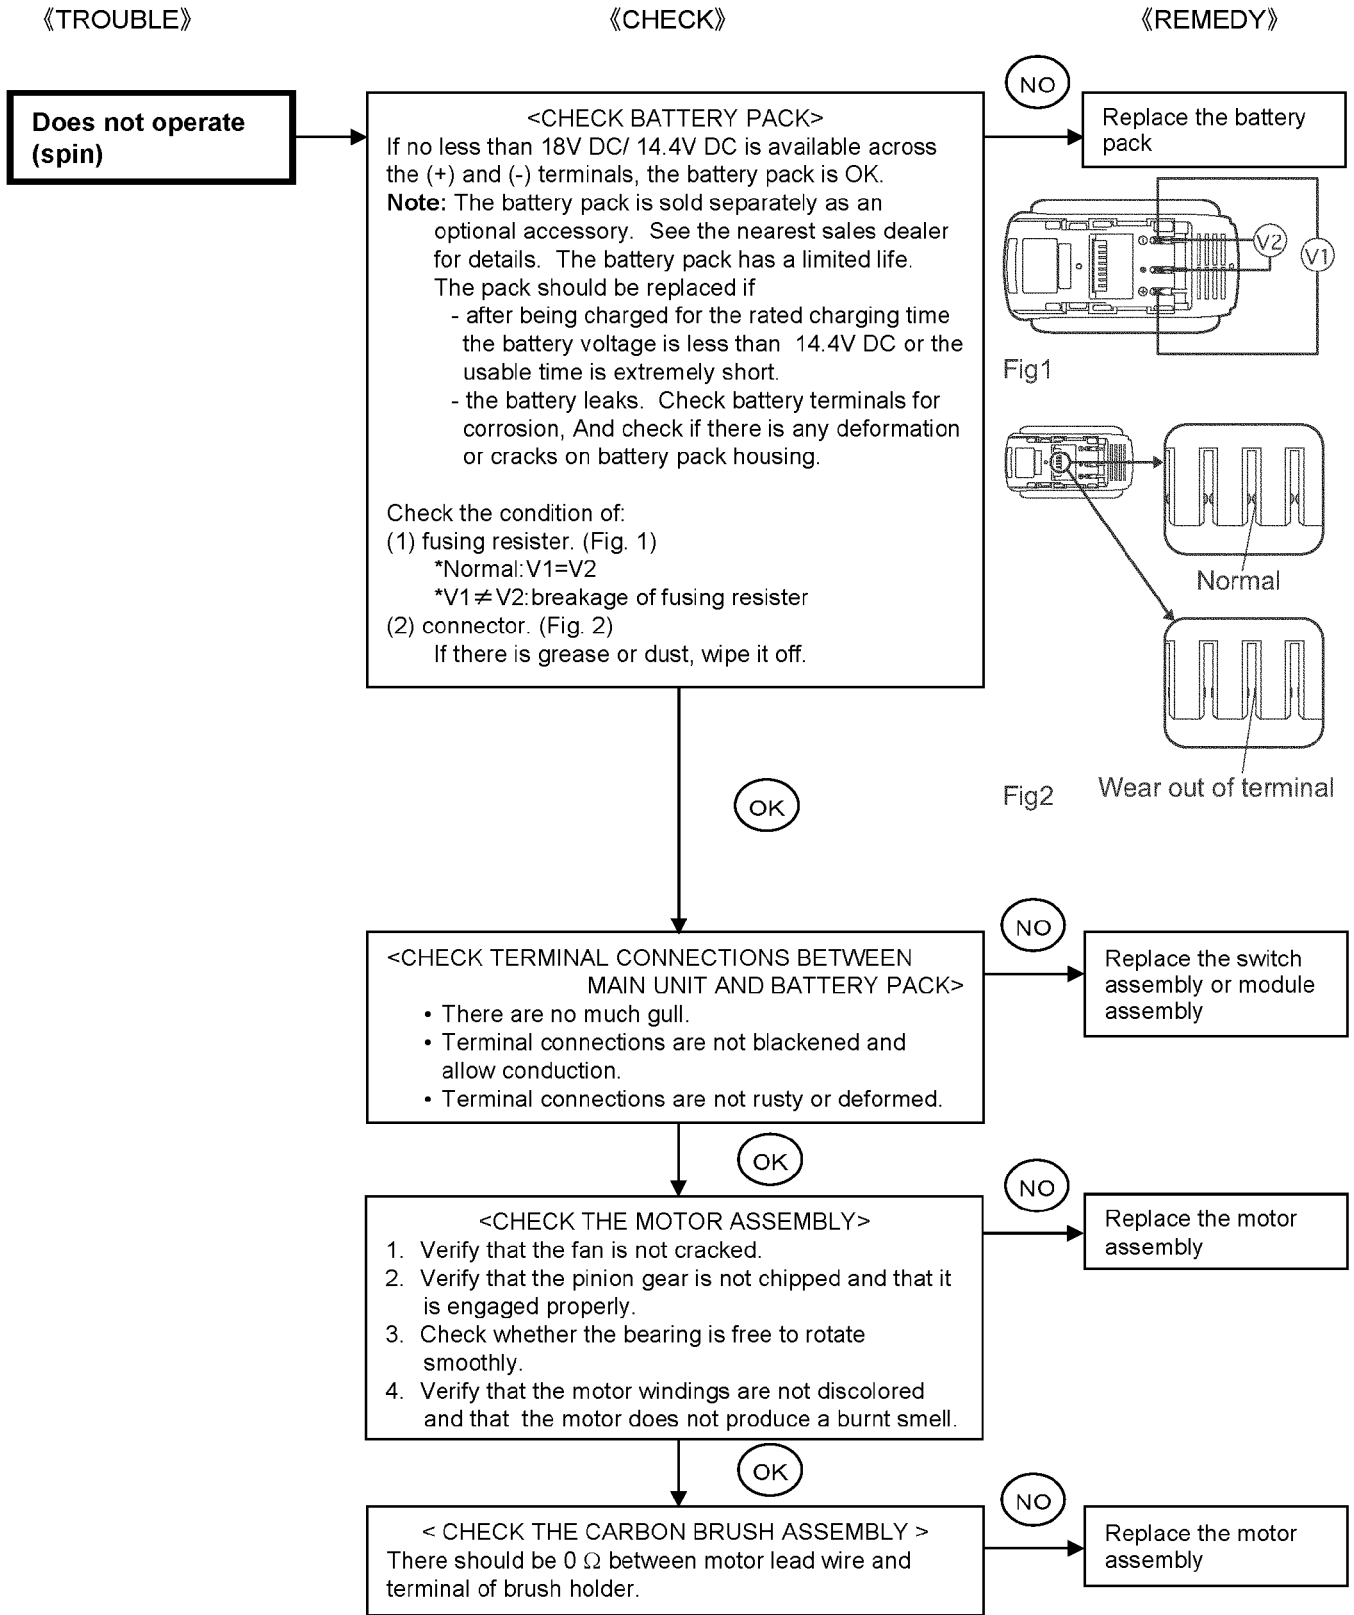 《TROUBLE》
《CHECK》
《REMEDY》
Does not operate
(spin)
<CHECK BATTERY PACK>
If no less than 18V DC/ 14.4V DC is available across
the (+) and (-) terminals, the battery pack is OK.
Note: The battery pack is sold separately as an
optional accessory. See the nearest sales dealer
for details. The battery pack has a limited life.
The pack should be replaced if
- after being charged for the rated charging time
the battery voltage is less than 14.4V DC or the
usable time is extremely short.
- the battery leaks. Check battery terminals for
corrosion, And check if there is any deformation
or cracks on battery pack housing.
Check the condition of:
(1) fusing resister. (Fig. 1)
*Normal:V1=V2
*V1≠V2:breakage of fusing resister
(2) connector. (Fig. 2)
If there is grease or dust, wipe it off.
NO
Replace the battery
pack
V2
V1
Fig1
Normal
Wear out of terminal
Fig2
OK
<CHECK TERMINAL CONNECTIONS BETWEEN
MAIN UNIT AND BATTERY PACK>
• There are no much gull.
• Terminal connections are not blackened and
allow conduction.
• Terminal connections are not rusty or deformed.
NO
Replace the switch
assembly or module
assembly
OK
<CHECK THE MOTOR ASSEMBLY>
1. Verify that the fan is not cracked.
2. Verify that the pinion gear is not chipped and that it
is engaged properly.
3. Check whether the bearing is free to rotate
smoothly.
4. Verify that the motor windings are not discolored
and that the motor does not produce a burnt smell.
NO
Replace the motor
assembly
OK
< CHECK THE CARBON BRUSH ASSEMBLY >
There should be 0 Ω between motor lead wire and
terminal of brush holder.
NO
Replace the motor
assembly